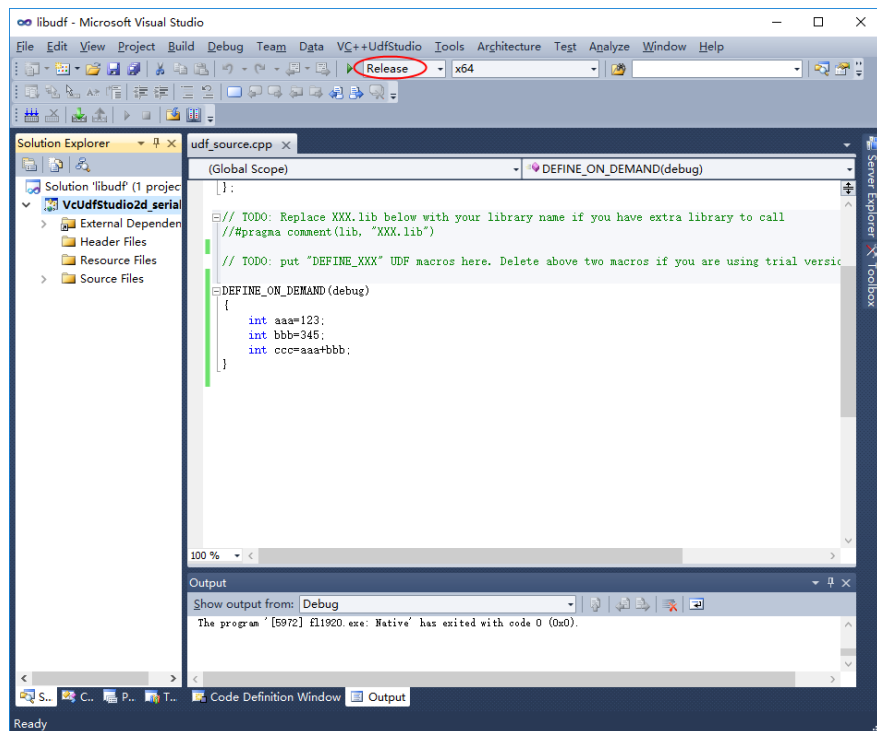 libudf - Microsoft Visual Studio
File Edit View Project Build Debug Team Data VC++UdfStudio Tools Architecture Test Analyze Window Help
Release x64
Solution Explorer
udf_source.cpp
(Global Scope) DEFINE_ON_DEMAND(debug)
Solution 'libudf' (1 projec
VcUdfStudio2d_serial
External Dependen
Header Files
Resource Files
Source Files
};
// TODO: Replace XXX.lib below with your library name if you have extra library to call
//#pragma comment(lib, "XXX.lib")
// TODO: put "DEFINE_XXX" UDF macros here. Delete above two macros if you are using trial versic
DEFINE_ON_DEMAND(debug)
{
int aaa=123;
int bbb=345;
int ccc=aaa+bbb;
}
100 %
Server Explorer
Toolbox
Output
Show output from: Debug
The program '[5972] fl1920.exe: Native' has exited with code 0 (0x0).
S... C... P... T...
Code Definition Window Output
Ready